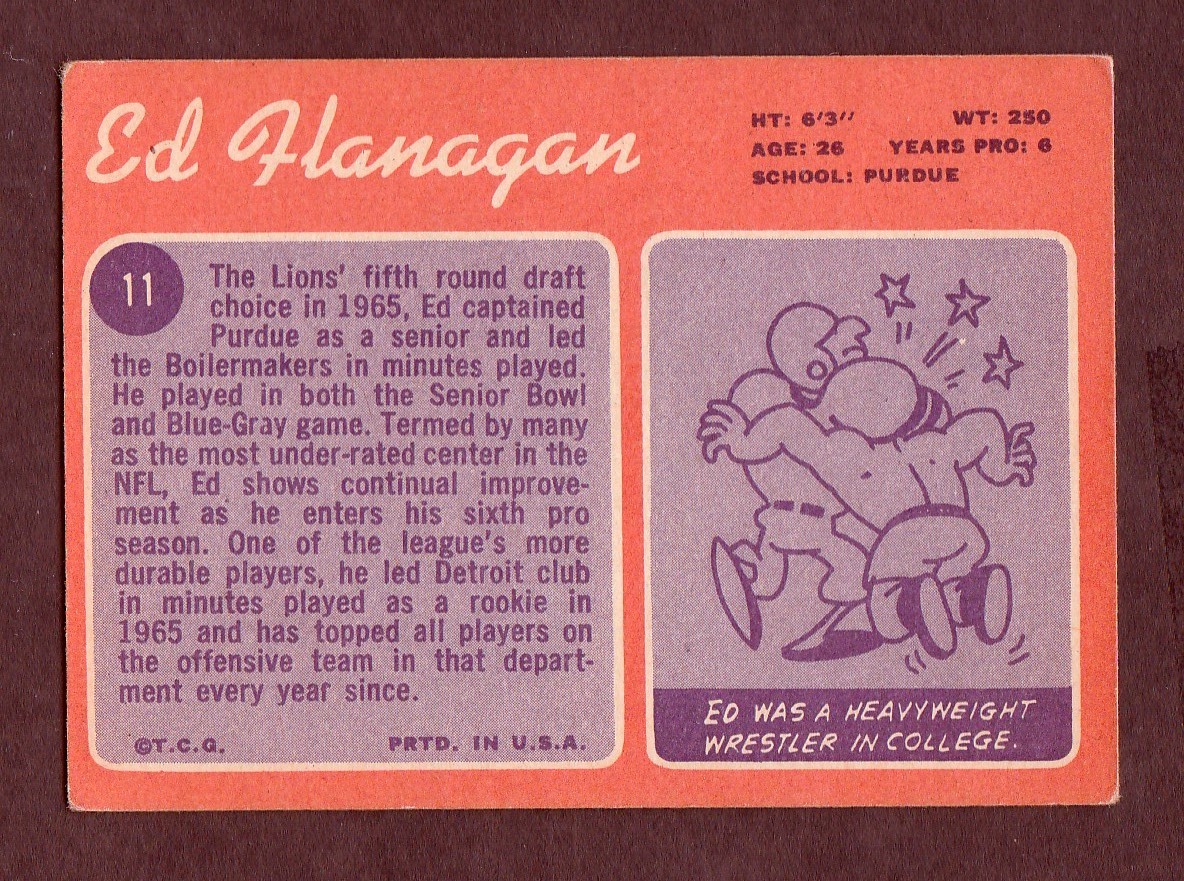 Ed Flanagan
HT: 6'3" WT: 250
AGE: 26 YEARS PRO: 6
SCHOOL: PURDUE
11
The Lions' fifth round draft
choice in 1965, Ed captained
Purdue as a senior and led
the Boilermakers in minutes played.
He played in both the Senior Bowl
and Blue-Gray game. Termed by many
as the most under-rated center in the
NFL, Ed shows continual improve-
ment as he enters his sixth pro
season. One of the league's more
durable players, he led Detroit club
in minutes played as a rookie in
1965 and has topped all players on
the offensive team in that depart-
ment every year since.
©T.C.G. PRTD. IN U.S.A.
ED WAS A HEAVYWEIGHT
WRESTLER IN COLLEGE.